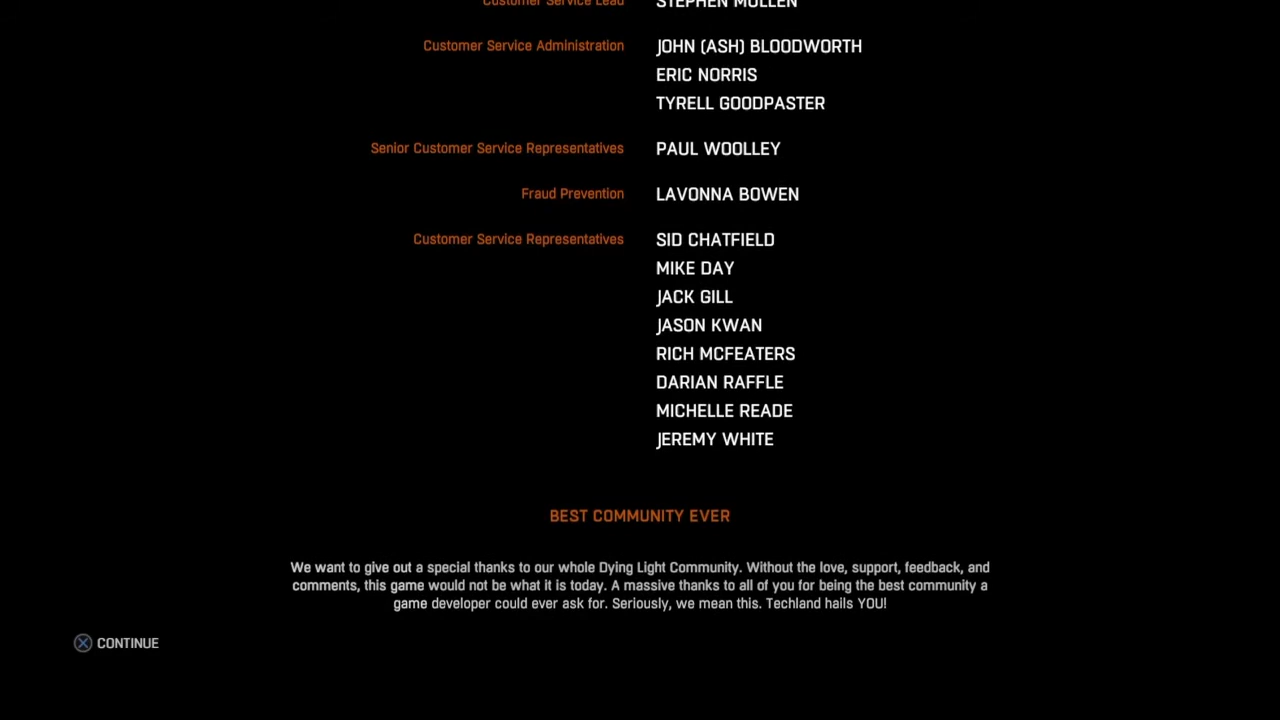 Customer Service Lead STEPHEN MULLEN
Customer Service Administration JOHN (ASH) BLOODWORTH
ERIC NORRIS
TYRELL GOODPASTER
Senior Customer Service Representatives PAUL WOOLLEY
Fraud Prevention LAVONNA BOWEN
Customer Service Representatives SID CHATFIELD
MIKE DAY
JACK GILL
JASON KWAN
RICH MCFEATERS
DARIAN RAFFLE
MICHELLE READE
JEREMY WHITE
BEST COMMUNITY EVER
We want to give out a special thanks to our whole Dying Light Community. Without the love, support, feedback, and
comments, this game would not be what it is today. A massive thanks to all of you for being the best community a
game developer could ever ask for. Seriously, we mean this. Techland hails YOU!
CONTINUE